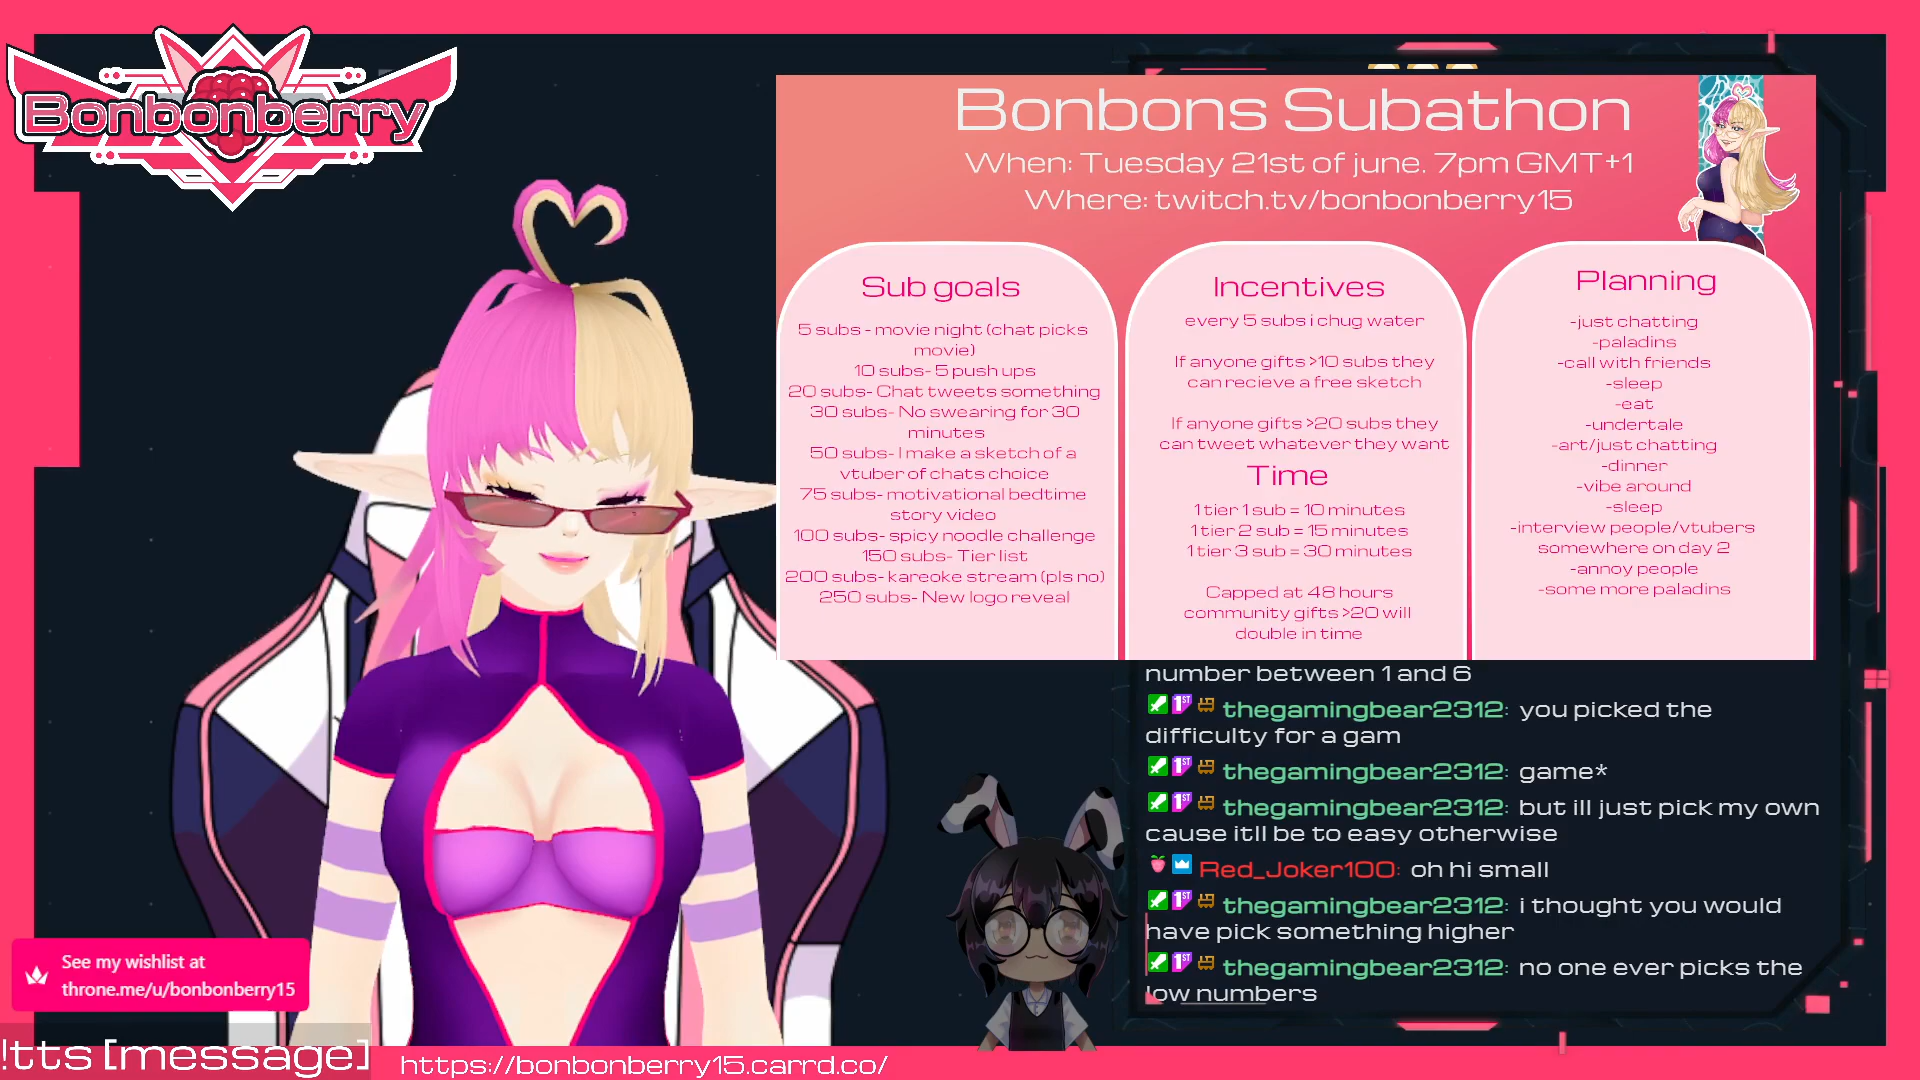 Bonbonberry
Bonbons Subathon
When: Tuesday 21st of june. 7pm GMT+1
Where: twitch.tv/bonbonberry15
Sub goals
5 subs - movie night (chat picks
movie)
10 subs- 5 push ups
20 subs- Chat tweets something
30 subs- No swearing for 30
minutes
50 subs- I make a sketch of a
vtuber of chats choice
75 subs- motivational bedtime
story video
100 subs- spicy noodle challenge
150 subs- Tier list
200 subs- kareoke stream (pls no)
250 subs- New logo reveal
Incentives
every 5 subs i chug water
If anyone gifts >10 subs they
can recieve a free sketch
If anyone gifts >20 subs they
can tweet whatever they want
Time
1 tier 1 sub = 10 minutes
1 tier 2 sub = 15 minutes
1 tier 3 sub = 30 minutes
Capped at 48 hours
community gifts >20 will
double in time
Planning
-just chatting
-paladins
-call with friends
-sleep
-eat
-undertale
-art/just chatting
-dinner
-vibe around
-sleep
-interview people/vtubers
somewhere on day 2
-annoy people
-some more paladins
number between 1 and 6
1ST thegamingbear2312: you picked the
difficulty for a gam
1ST thegamingbear2312: game*
1ST thegamingbear2312: but ill just pick my own
cause itll be to easy otherwise
Red_Joker100: oh hi small
1ST thegamingbear2312: i thought you would
have pick something higher
1ST thegamingbear2312: no one ever picks the
low numbers
See my wishlist at
throne.me/u/bonbonberry15
!tts [message]
https://bonbonberry15.carrd.co/